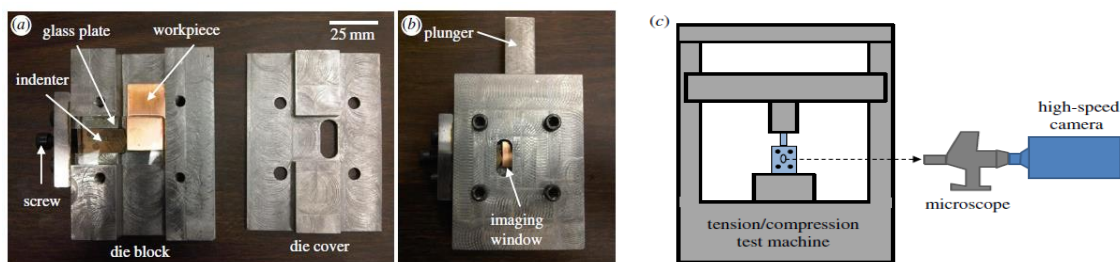 (a)
glass plate
workpiece
25 mm
indenter
screw
die block
die cover
(b)
plunger
imaging
window
(c)
high-speed
camera
microscope
tension/compression
test machine